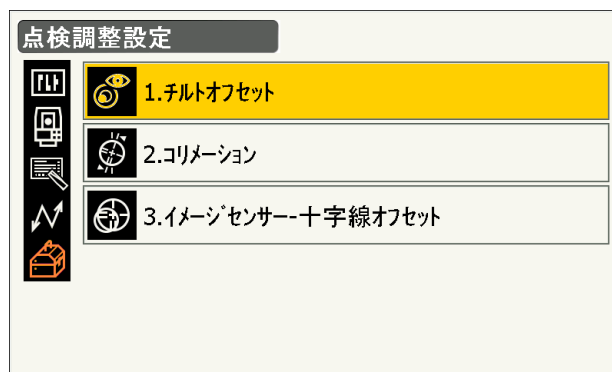 点検調整設定
1.チルトオフセット
2.コリメーション
3.イメージセンサー-十字線オフセット